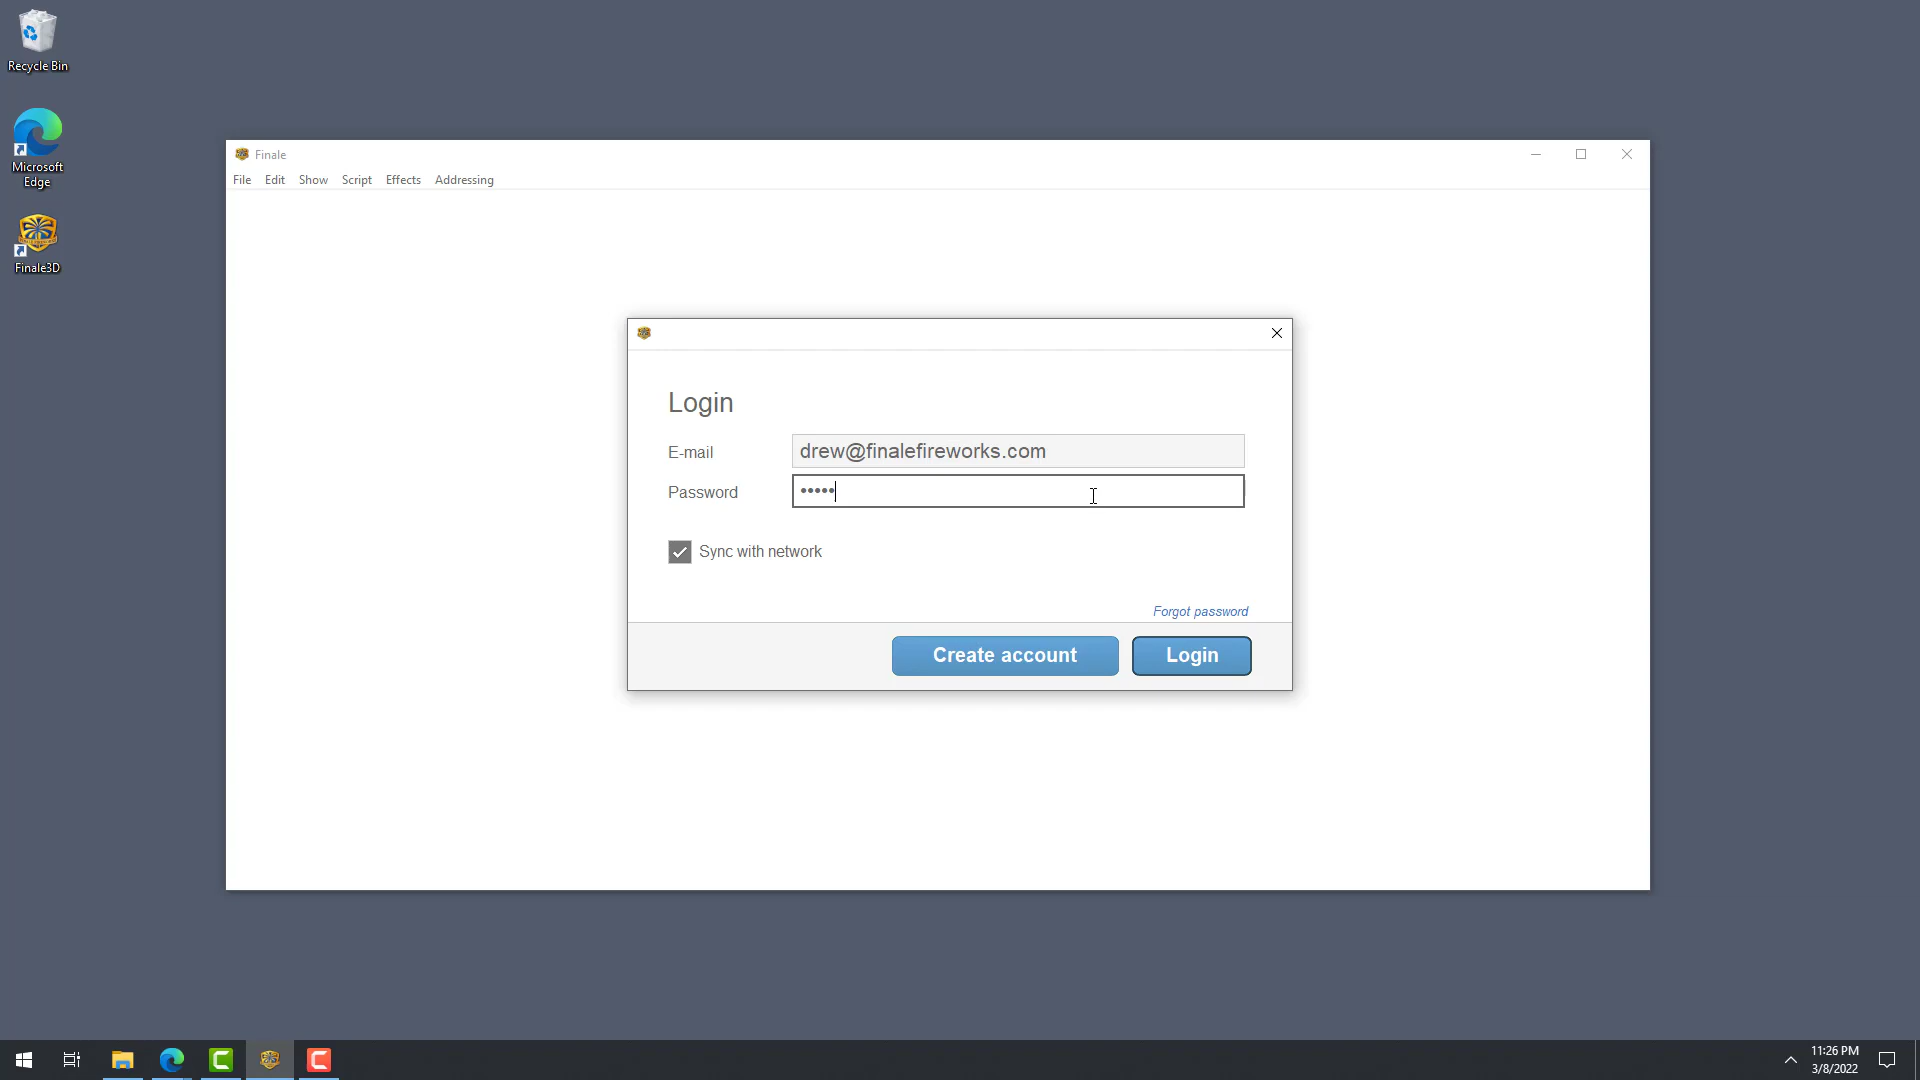 Recycle Bin
Microsoft
Edge
Finale3D
Finale
File Edit Show Script Effects Addressing
Login
E-mail drew@finalefireworks.com
Password •••••
Sync with network
Forgot password
Create account Login
11:26 PM
3/8/2022